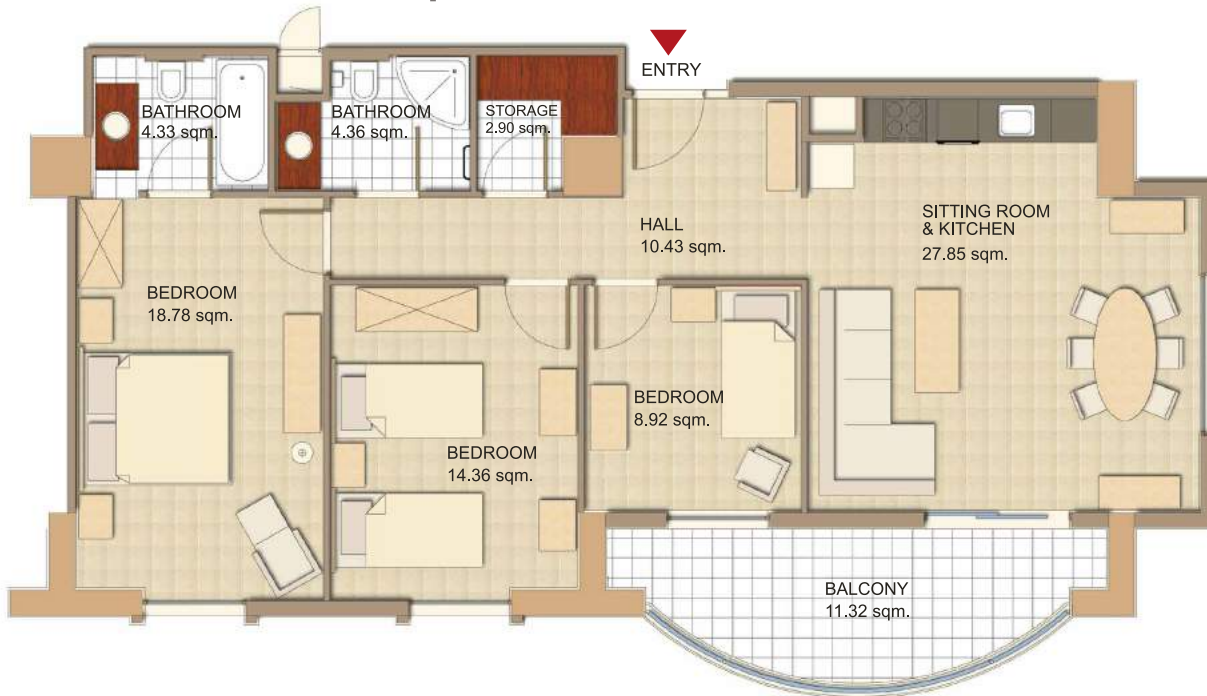 ENTRY
BATHROOM
4.33 sqm.
BATHROOM
4.36 sqm.
STORAGE
2.90 sqm.
HALL
10.43 sqm.
SITTING ROOM
& KITCHEN
27.85 sqm.
BEDROOM
18.78 sqm.
BEDROOM
14.36 sqm.
BEDROOM
8.92 sqm.
BALCONY
11.32 sqm.